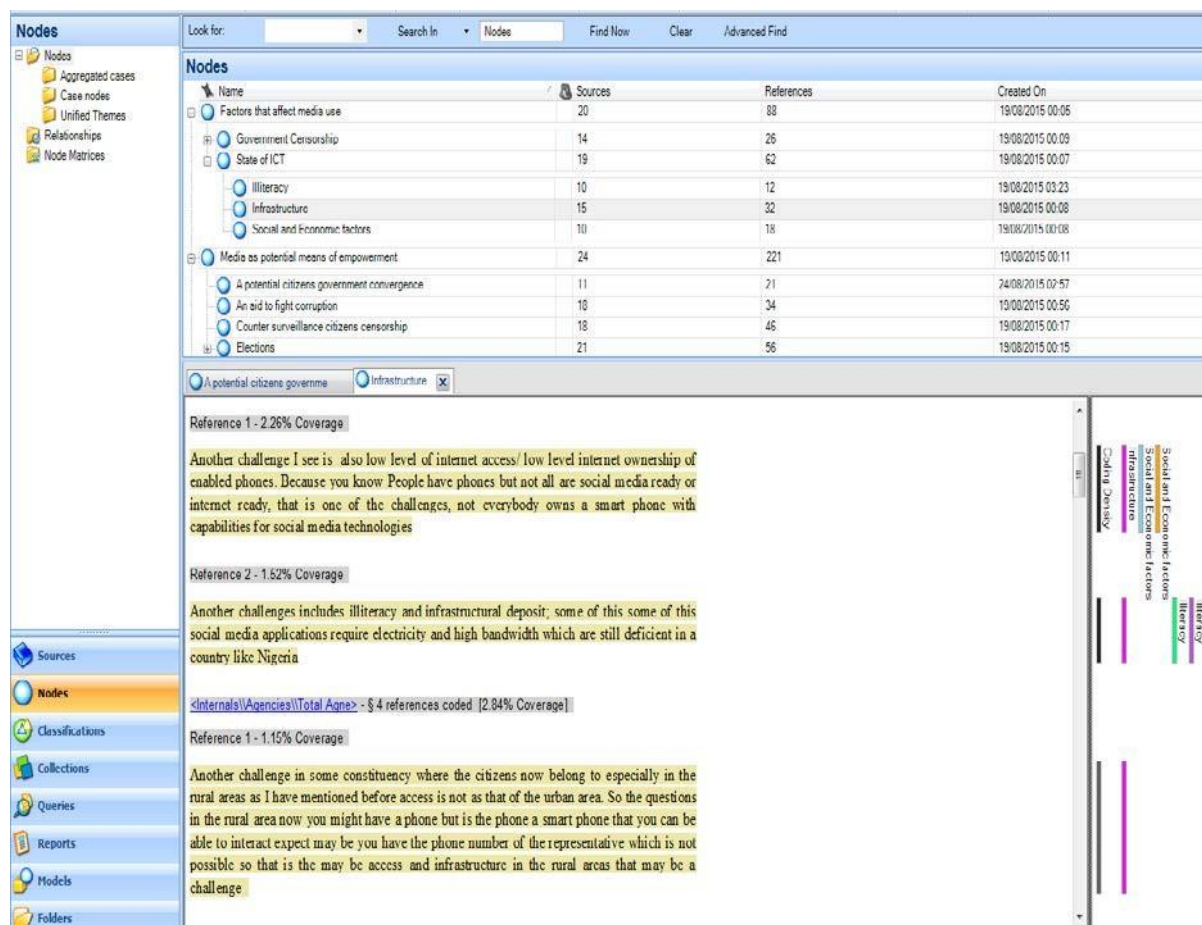 Nodes
Nodes
Aggregated cases
Case nodes
Unified Themes
Relationships
Node Matrices
Look for: Search In Nodes Find Now Clear Advanced Find
Nodes
Name Sources References Created On
Factors that affect media use 20 88 19/08/2015 00:05
Government Censorship 14 26 19/08/2015 00:09
State of ICT 19 62 19/08/2015 00:07
Illiteracy 10 12 19/08/2015 03:23
Infrastructure 15 32 19/08/2015 00:08
Social and Economic factors 10 18 19/08/2015 00:08
Media as potential means of empowerment 24 221 19/08/2015 00:11
A potential citizens government convergence 11 21 24/08/2015 02:57
An aid to fight corruption 18 34 19/08/2015 00:56
Counter surveillance citizens censorship 18 46 19/08/2015 00:17
Elections 21 56 19/08/2015 00:15
A potential citizens governme Infrastructure
Reference 1 - 2.26% Coverage
Another challenge I see is also low level of internet access/ low level internet ownership of
enabled phones. Because you know People have phones but not all are social media ready or
internet ready, that is one of the challenges, not everybody owns a smart phone with
capabilities for social media technologies
Reference 2 - 1.52% Coverage
Another challenges includes illiteracy and infrastructural deposit; some of this some of this
social media applications require electricity and high bandwidth which are still deficient in a
country like Nigeria
<Internals\\Agencies\\Total Agne> - § 4 references coded [2.84% Coverage]
Reference 1 - 1.15% Coverage
Another challenge in some constituency where the citizens now belong to especially in the
rural areas as I have mentioned before access is not as that of the urban area. So the questions
in the rural area now you might have a phone but is the phone a smart phone that you can be
able to interact expect may be you have the phone number of the representative which is not
possible so that is the may be access and infrastructure in the rural areas that may be a
challenge
Coding Density
Infrastructure
Social and Economic factors
Social and Economic factors
Illiteracy
Illiteracy
Sources
Nodes
Classifications
Collections
Queries
Reports
Models
Folders